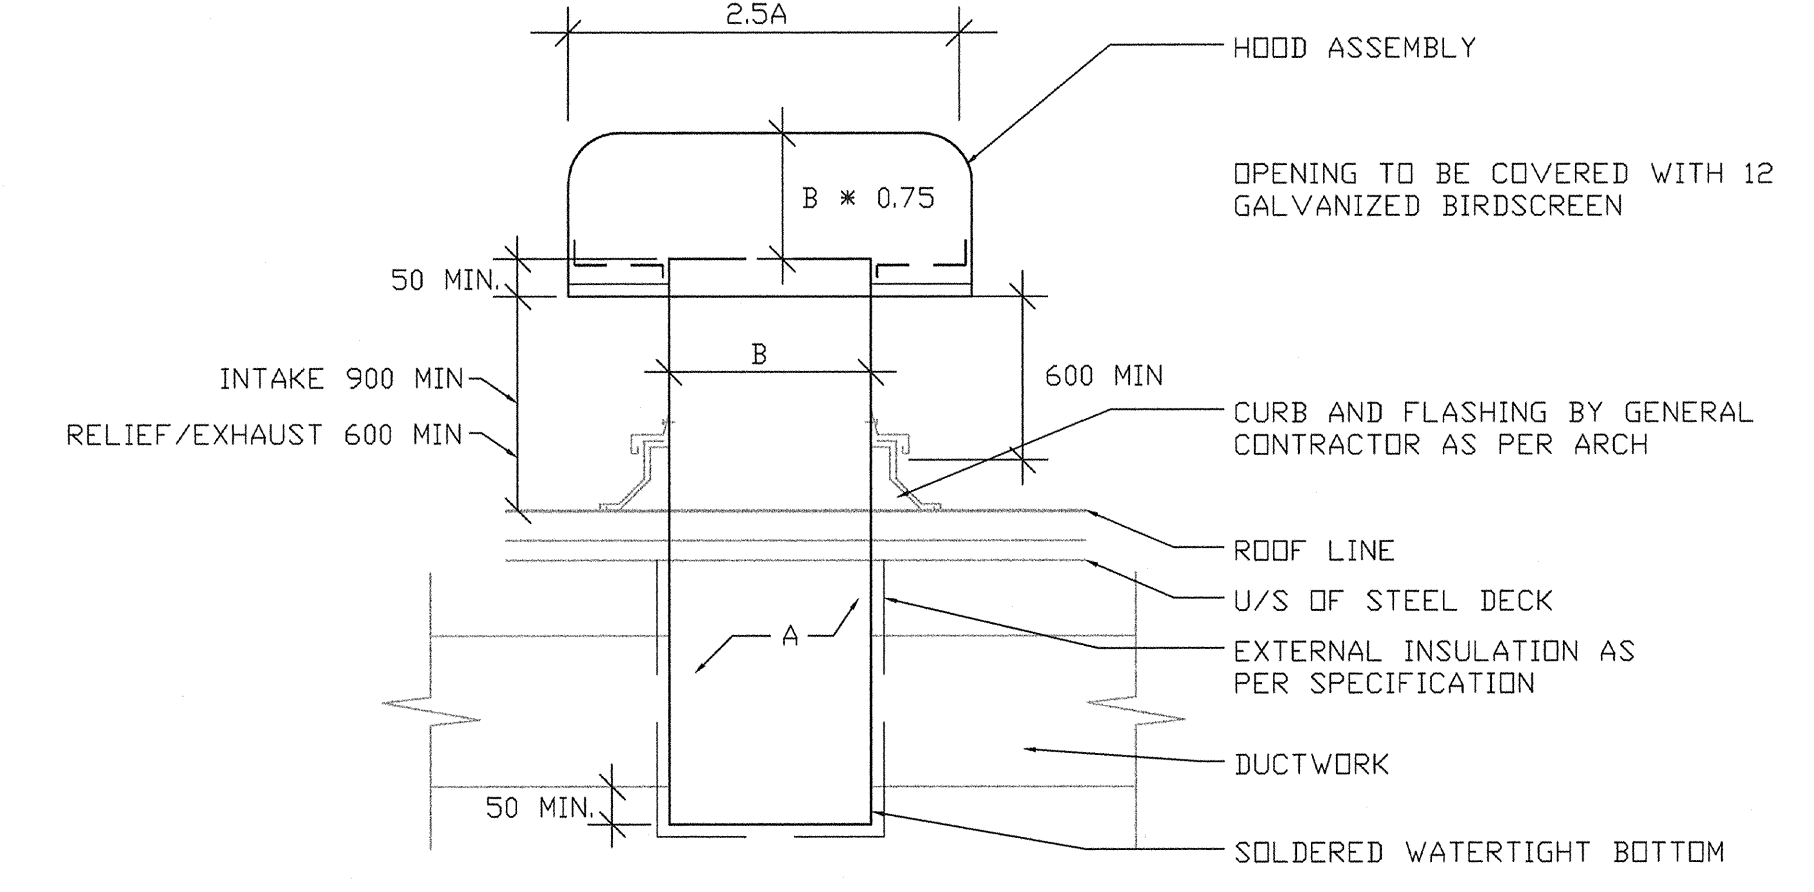 2.5A
HOOD ASSEMBLY
OPENING TO BE COVERED WITH 12
GALVANIZED BIRDSCREEN
B * 0.75
50 MIN.
B
INTAKE 900 MIN
RELIEF/EXHAUST 600 MIN
600 MIN
CURB AND FLASHING BY GENERAL
CONTRACTOR AS PER ARCH
ROOF LINE
U/S OF STEEL DECK
A
EXTERNAL INSULATION AS
PER SPECIFICATION
DUCTWORK
50 MIN.
SOLDERED WATERTIGHT BOTTOM